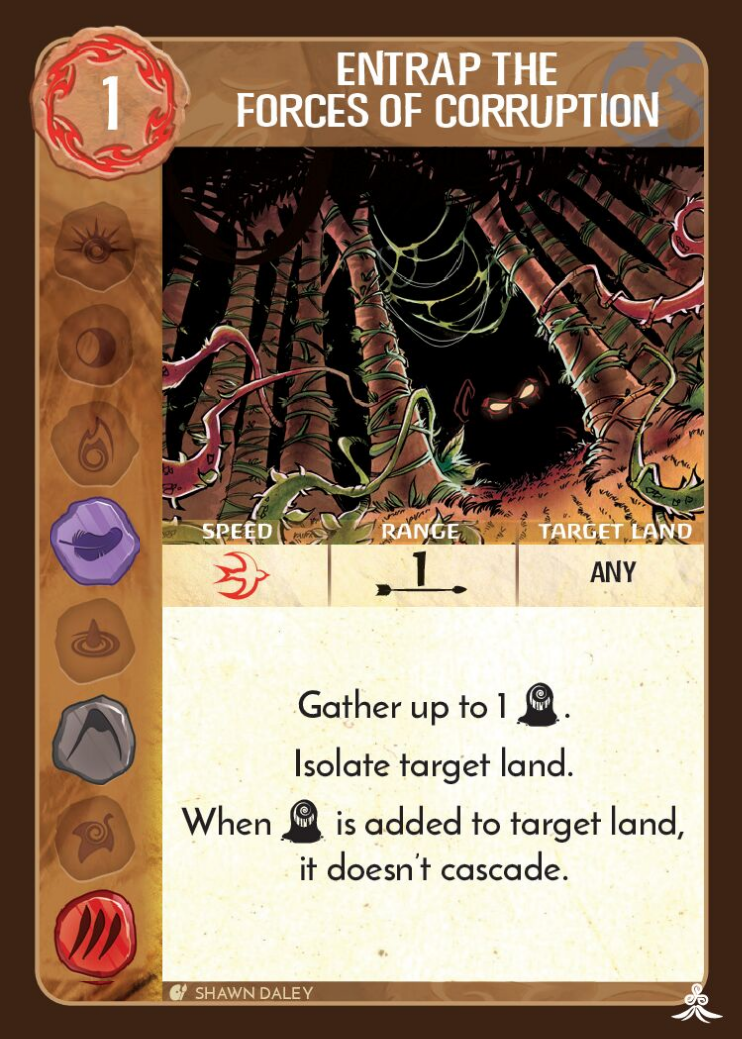 1
ENTRAP THE
FORCES OF CORRUPTION
SPEED RANGE TARGET LAND
1 ANY
Gather up to 1 .
Isolate target land.
When is added to target land,
it doesn't cascade.
SHAWN DALEY